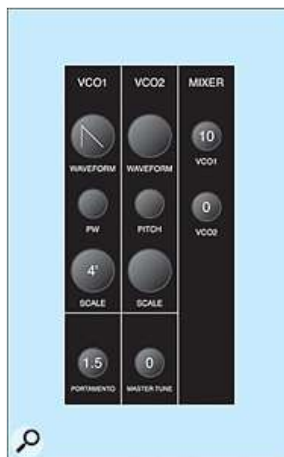 VCO1 VCO2 MIXER
10
WAVEFORM WAVEFORM VCO1
0
PW PITCH VCO2
4'
SCALE SCALE
1.5 0
PORTAMENTO MASTER TUNE